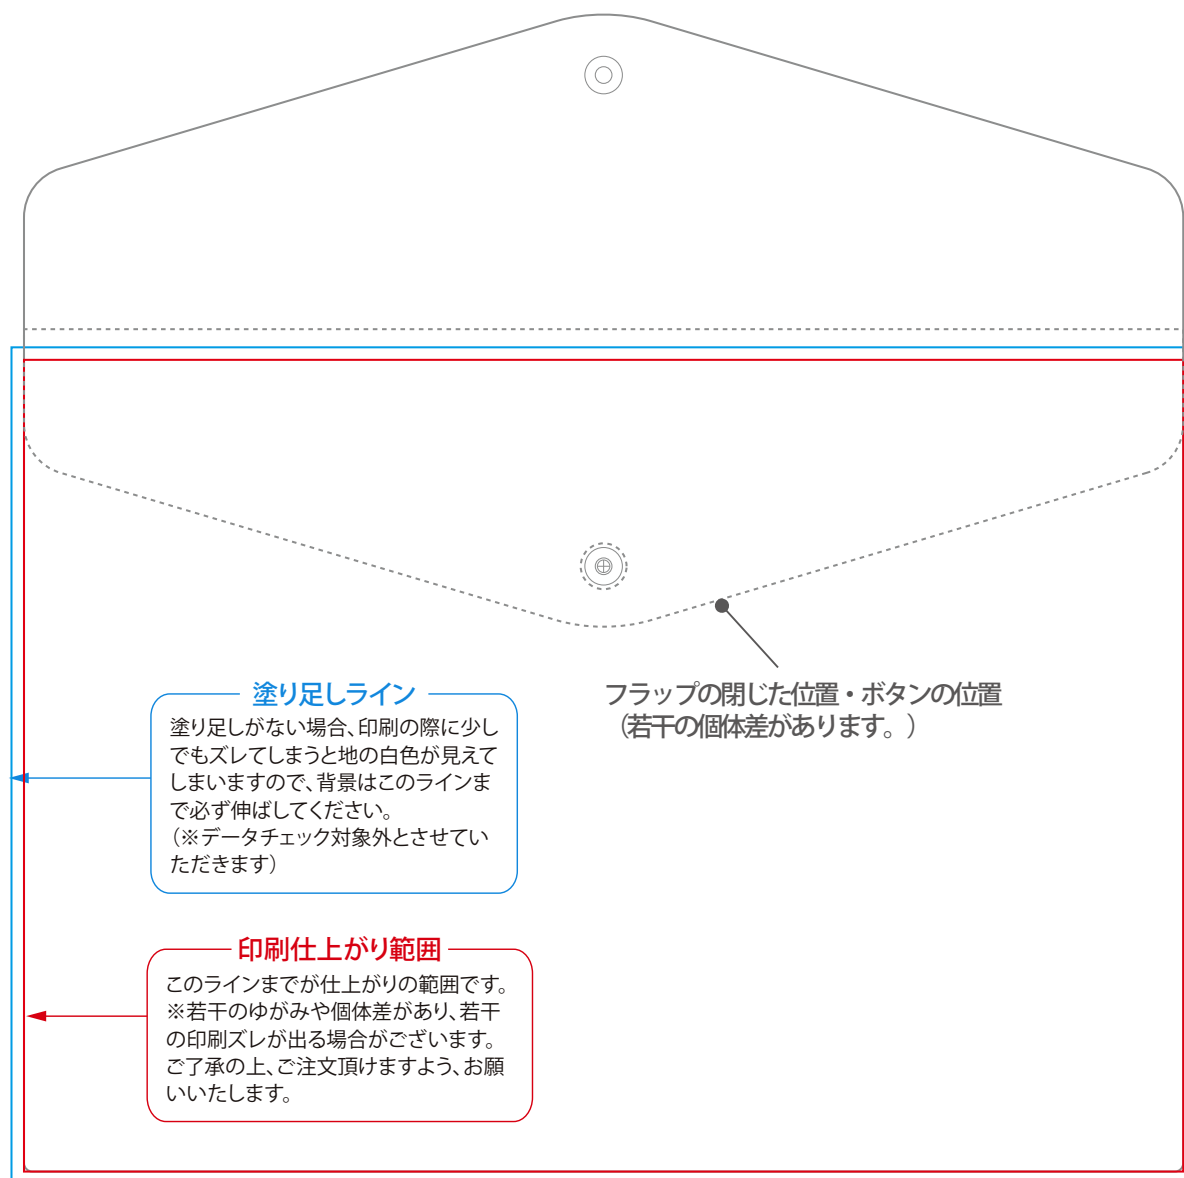 塗り足しライン
塗り足しがない場合、印刷の際に少し
でもズレてしまうと地の白色が見えて
しまいますので、背景はこのラインま
で必ず伸ばしてください。
（※データチェック対象外とさせてい
ただきます）
フラップの閉じた位置・ボタンの位置
（若干の個体差があります。）
印刷仕上がり範囲
このラインまでが仕上がりの範囲です。
※若干のゆがみや個体差があり、若干
の印刷ズレが出る場合がございます。
ご了承の上、ご注文頂けますよう、お願
いいたします。